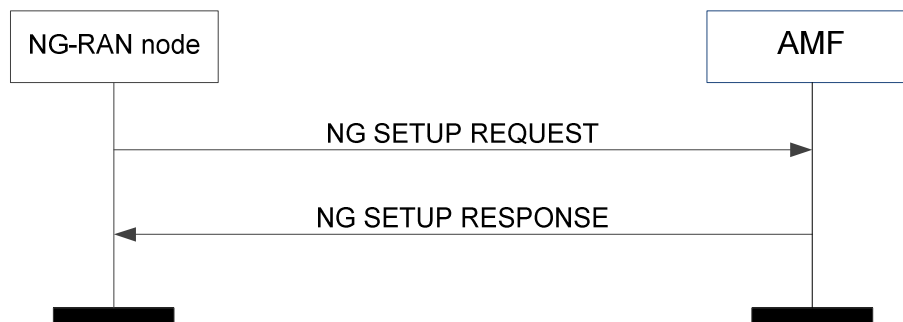 NG-RAN node
AMF
NG SETUP REQUEST
NG SETUP RESPONSE